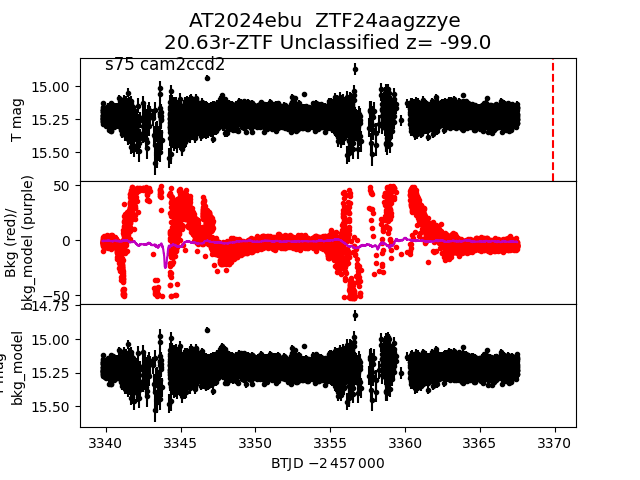 AT2024ebu  ZTF24aagzzye
20.63r-ZTF Unclassified z= -99.0
s75 cam2ccd2
T mag
15.00
15.25
15.50
Bkg (red)/
bkg_model (purple)
50
0
−50
bkg_model
14.75
15.00
15.25
15.50
3340 3345 3350 3355 3360 3365 3370
BTJD −2 457 000